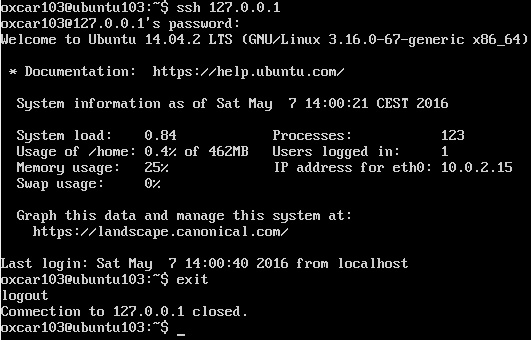 oxcar103@ubuntu103:~$ ssh 127.0.0.1
oxcar103@127.0.0.1's password:
Welcome to Ubuntu 14.04.2 LTS (GNU/Linux 3.16.0-67-generic x86_64)
* Documentation:  https://help.ubuntu.com/
System information as of Sat May  7 14:00:21 CEST 2016
System load:    0.84              Processes:           123
Usage of /home: 0.4% of 462MB   Users logged in:     1
Memory usage:   25%               IP address for eth0: 10.0.2.15
Swap usage:     0%
Graph this data and manage this system at:
https://landscape.canonical.com/
Last login: Sat May  7 14:00:40 2016 from localhost
oxcar103@ubuntu103:~$ exit
logout
Connection to 127.0.0.1 closed.
oxcar103@ubuntu103:~$ _